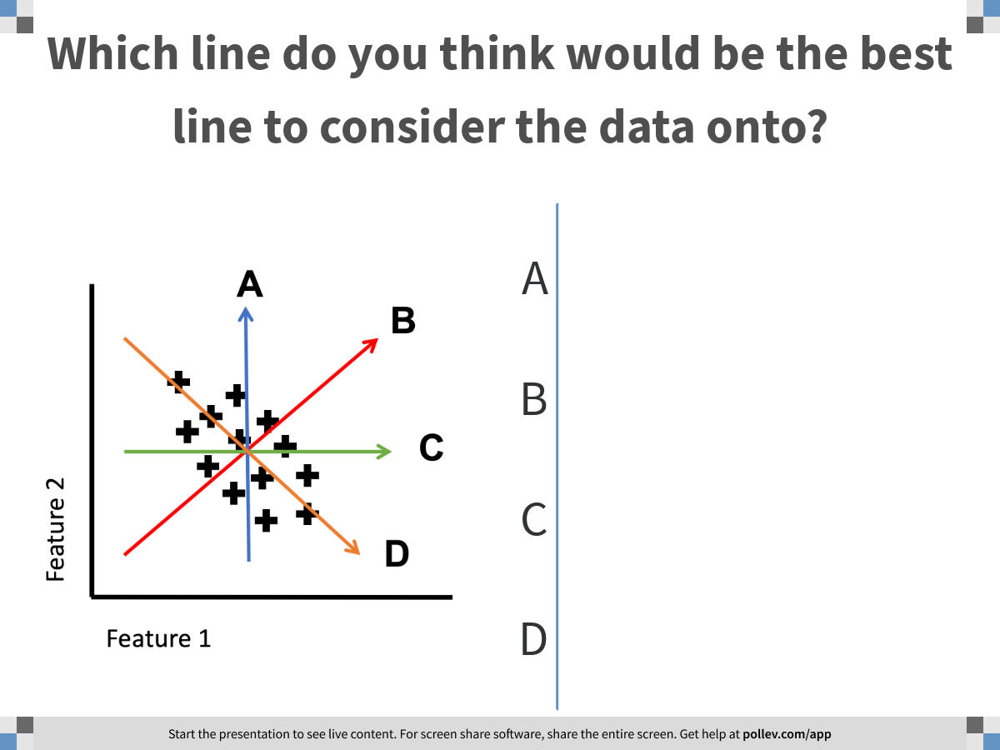 Which line do you think would be the best
line to consider the data onto?
A
B
C
D
Feature 2
Feature 1
A
B
C
D
Start the presentation to see live content. For screen share software, share the entire screen. Get help at pollev.com/app